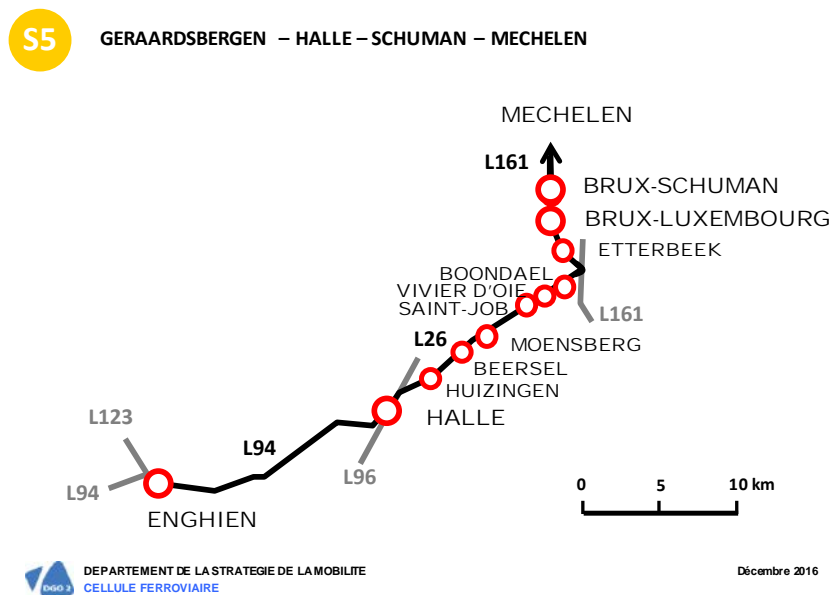 S5
GERAARDSBERGEN – HALLE – SCHUMAN – MECHELEN
MECHELEN
L161
BRUX-SCHUMAN
BRUX-LUXEMBOURG
ETTERBEEK
BOONDAEL
VIVIER D'OIE
SAINT-JOB
L161
L26
MOENSBERG
BEERSEL
HUIZINGEN
HALLE
L123
L94
L94
L96
ENGHIEN
0 5 10 km
DGO 2
DEPARTEMENT DE LA STRATEGIE DE LA MOBILITE
CELLULE FERROVIAIRE
Décembre 2016